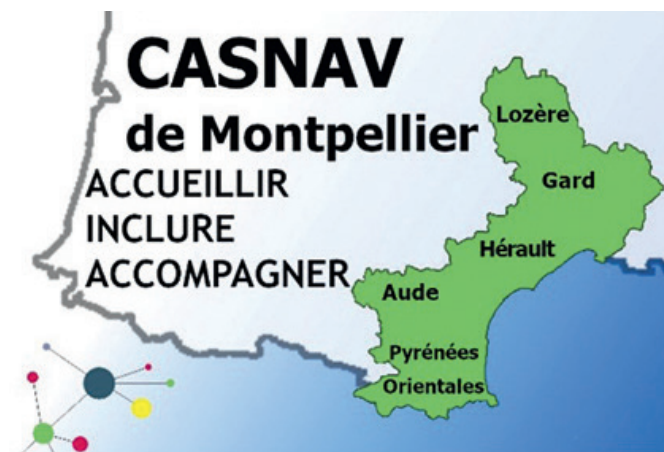 CASNAV
de Montpellier
ACCUEILLIR
INCLURE
ACCOMPAGNER
Lozère
Gard
Hérault
Aude
Pyrénées
Orientales